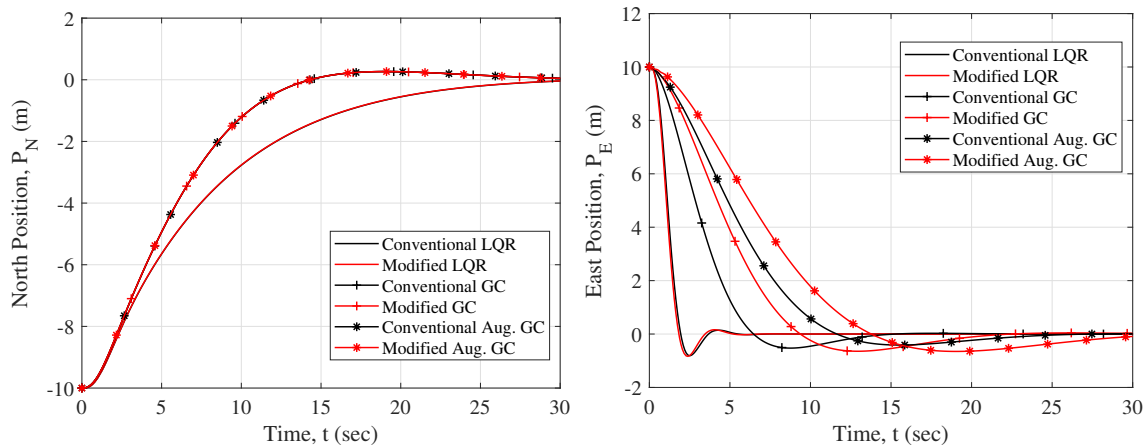 2
0
-2
-4
-6
-8
-10
North Position, P_N (m)
Conventional LQR
Modified LQR
Conventional GC
Modified GC
Conventional Aug. GC
Modified Aug. GC
0 5 10 15 20 25 30
Time, t (sec)
12
10
8
6
4
2
0
-2
East Position, P_E (m)
Conventional LQR
Modified LQR
Conventional GC
Modified GC
Conventional Aug. GC
Modified Aug. GC
0 5 10 15 20 25 30
Time, t (sec)